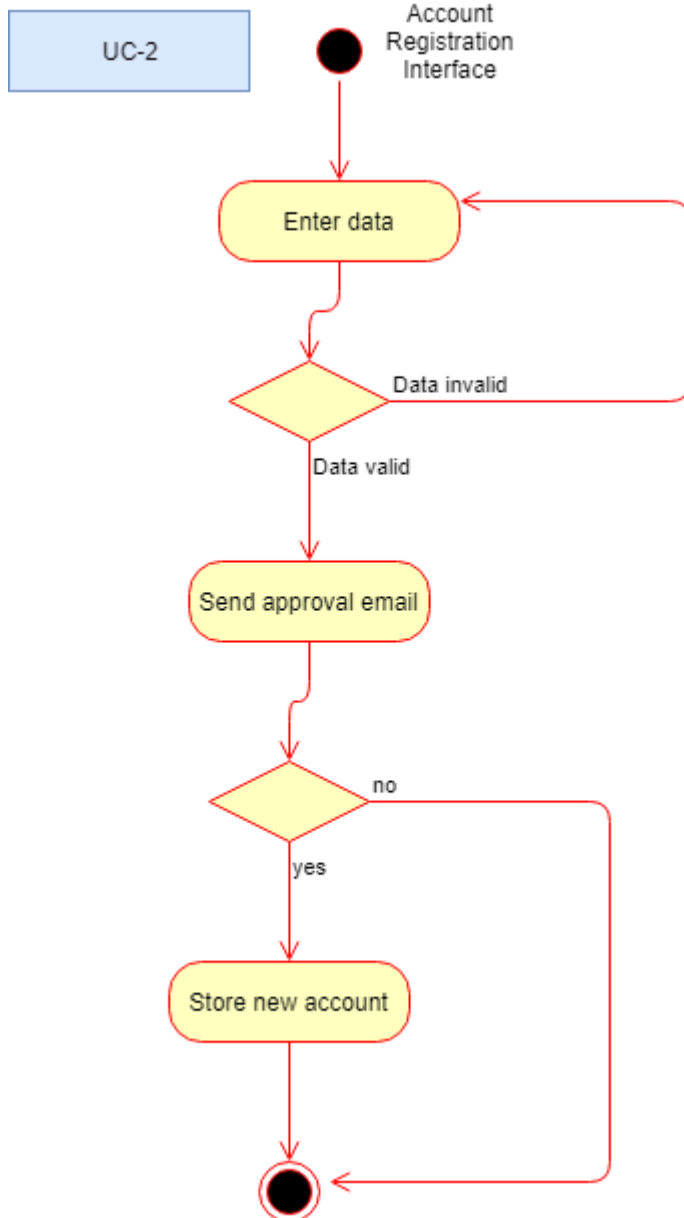 UC-2
Account
Registration
Interface
Enter data
Data invalid
Data valid
Send approval email
no
yes
Store new account